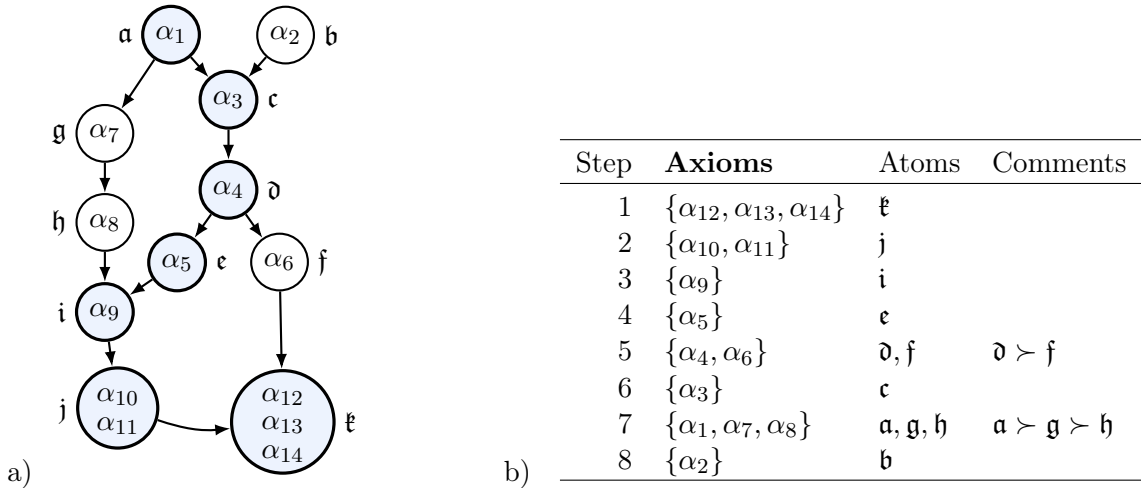 𝔞 α₁ α₂ 𝔟
α₃ 𝔠
𝔤 α₇
α₄ 𝔡
𝔥 α₈
α₅ 𝔢 α₆ 𝔣
𝔦 α₉
𝔧 α₁₀
α₁₁
α₁₂
α₁₃ 𝔨
α₁₄
a)
b)
Step Axioms Atoms Comments
1 {α₁₂, α₁₃, α₁₄} 𝔨
2 {α₁₀, α₁₁} 𝔧
3 {α₉} 𝔦
4 {α₅} 𝔢
5 {α₄, α₆} 𝔡, 𝔣 𝔡 ≻ 𝔣
6 {α₃} 𝔠
7 {α₁, α₇, α₈} 𝔞, 𝔤, 𝔥 𝔞 ≻ 𝔤 ≻ 𝔥
8 {α₂} 𝔟